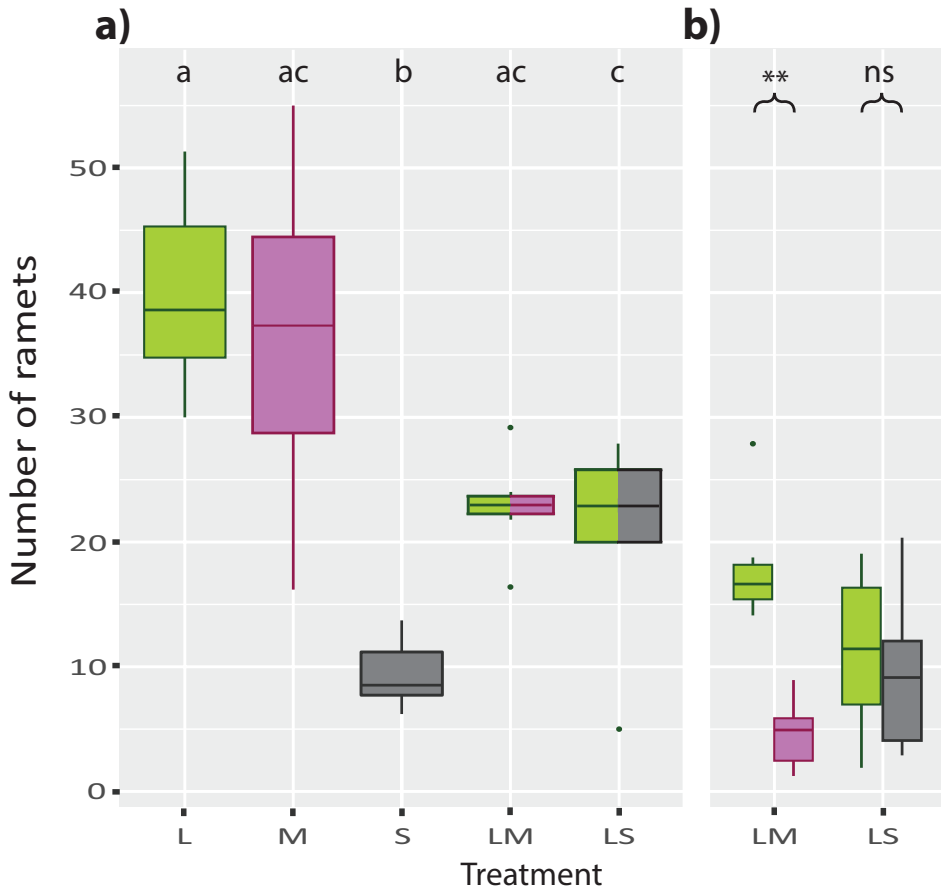 a) b)
a ac b ac c ** ns
Number of ramets
50
40
30
20
10
0
L M S LM LS LM LS
Treatment